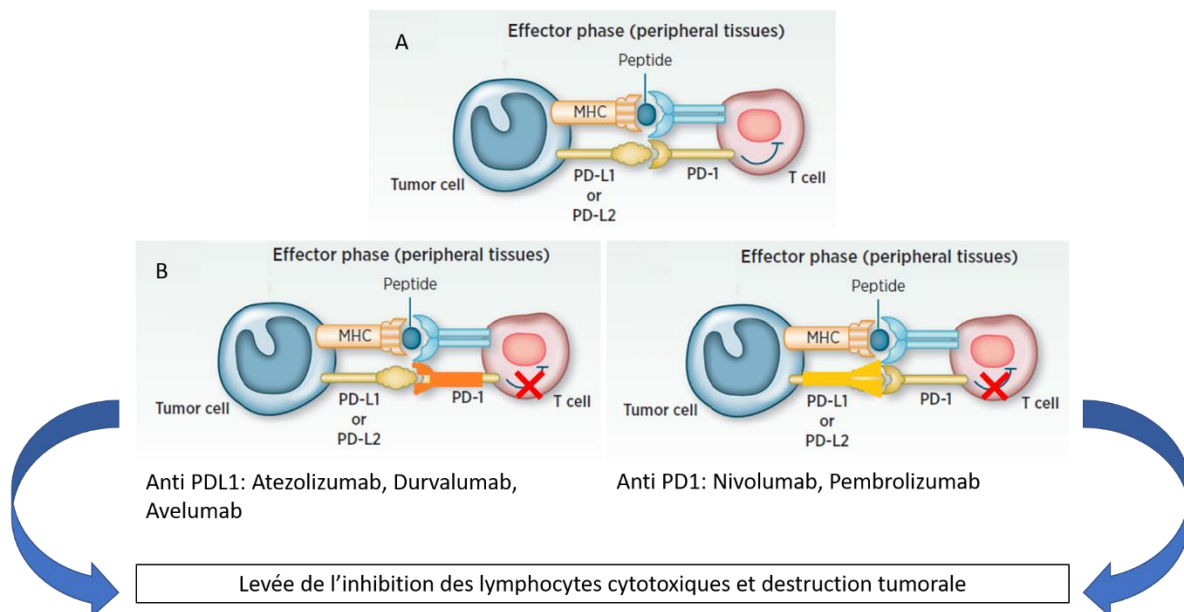 A
Effector phase (peripheral tissues)
Peptide
MHC
Tumor cell
PD-L1
or
PD-L2
PD-1
T cell
B
Effector phase (peripheral tissues)
Peptide
MHC
Tumor cell
PD-L1
or
PD-L2
PD-1
T cell
Effector phase (peripheral tissues)
Peptide
MHC
Tumor cell
PD-L1
or
PD-L2
PD-1
T cell
Anti PDL1: Atezolizumab, Durvalumab,
Avelumab
Anti PD1: Nivolumab, Pembrolizumab
Levée de l’inhibition des lymphocytes cytotoxiques et destruction tumorale